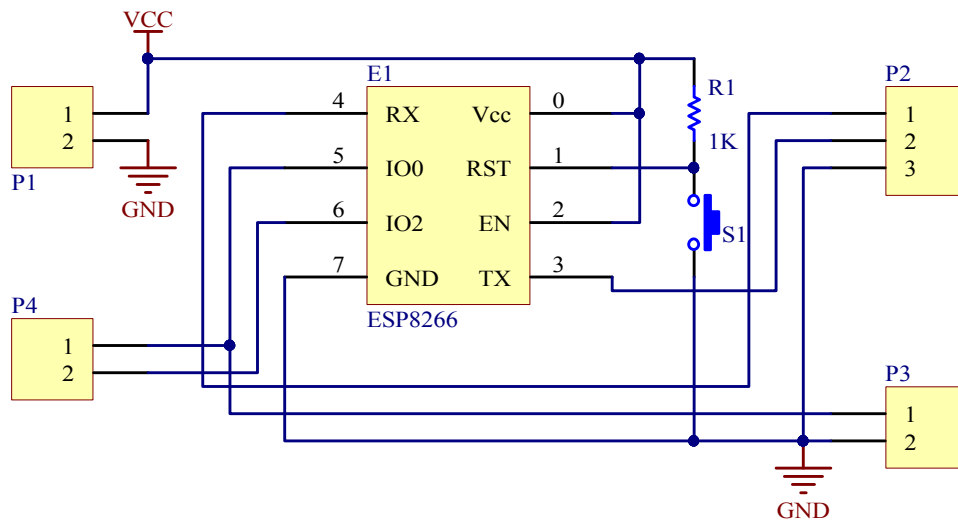 VCC
1
2
P1
GND
E1
4 RX Vcc 0
5 IO0 RST 1
6 IO2 EN 2
7 GND TX 3
ESP8266
R1
1K
S1
P2
1
2
3
P4
1
2
P3
1
2
GND